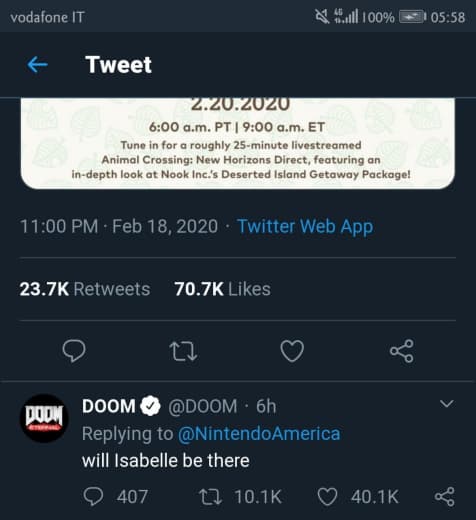 vodafone IT 4G 100% 05:58
Tweet
2.20.2020
6:00 a.m. PT | 9:00 a.m. ET
Tune in for a roughly 25-minute livestreamed
Animal Crossing: New Horizons Direct, featuring an
in-depth look at Nook Inc.'s Deserted Island Getaway Package!
11:00 PM · Feb 18, 2020 · Twitter Web App
23.7K Retweets 70.7K Likes
DOOM @DOOM · 6h
DOOM
ETERNAL
Replying to @NintendoAmerica
will Isabelle be there
407 10.1K 40.1K